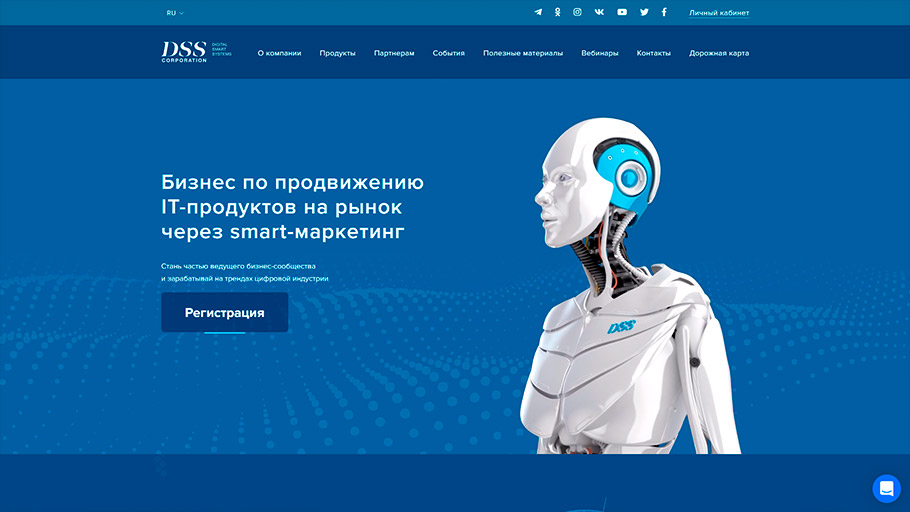 RU
Личный кабинет
DSS
CORPORATION
DIGITAL
SMART
SYSTEMS
О компании
Продукты
Партнерам
События
Полезные материалы
Вебинары
Контакты
Дорожная карта
Бизнес по продвижению
IT-продуктов на рынок
через smart-маркетинг
Стань частью ведущего бизнес-сообщества
и зарабатывай на трендах цифровой индустрии
Регистрация
DSS